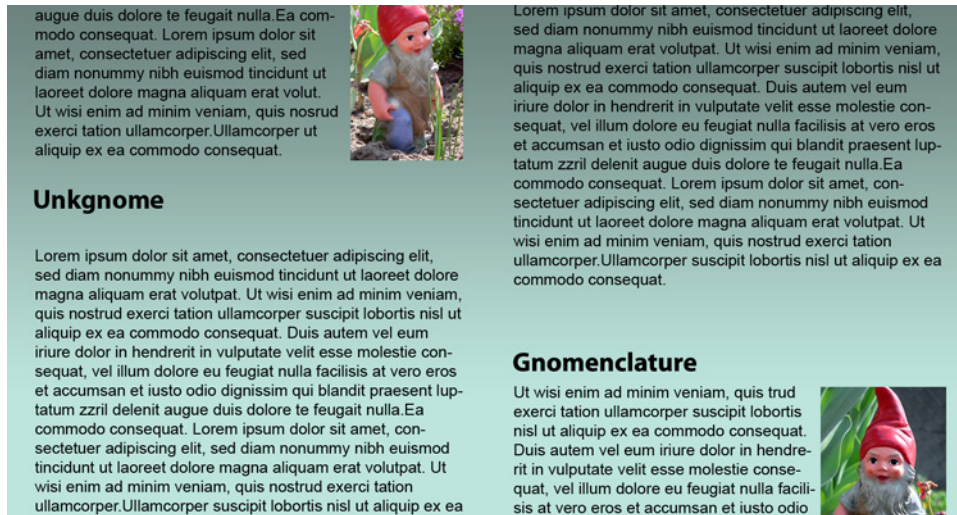 augue duis dolore te feugait nulla.Ea com-
modo consequat. Lorem ipsum dolor sit
amet, consectetuer adipiscing elit, sed
diam nonummy nibh euismod tincidunt ut
laoreet dolore magna aliquam erat volut.
Ut wisi enim ad minim veniam, quis nosrud
exerci tation ullamcorper.Ullamcorper ut
aliquip ex ea commodo consequat.
Unkgnome
Lorem ipsum dolor sit amet, consectetuer adipiscing elit,
sed diam nonummy nibh euismod tincidunt ut laoreet dolore
magna aliquam erat volutpat. Ut wisi enim ad minim veniam,
quis nostrud exerci tation ullamcorper suscipit lobortis nisl ut
aliquip ex ea commodo consequat. Duis autem vel eum
iriure dolor in hendrerit in vulputate velit esse molestie con-
sequat, vel illum dolore eu feugiat nulla facilisis at vero eros
et accumsan et iusto odio dignissim qui blandit praesent lup-
tatum zzril delenit augue duis dolore te feugait nulla.Ea
commodo consequat. Lorem ipsum dolor sit amet, con-
sectetuer adipiscing elit, sed diam nonummy nibh euismod
tincidunt ut laoreet dolore magna aliquam erat volutpat. Ut
wisi enim ad minim veniam, quis nostrud exerci tation
ullamcorper.Ullamcorper suscipit lobortis nisl ut aliquip ex ea
Lorem ipsum dolor sit amet, consectetuer adipiscing elit,
sed diam nonummy nibh euismod tincidunt ut laoreet dolore
magna aliquam erat volutpat. Ut wisi enim ad minim veniam,
quis nostrud exerci tation ullamcorper suscipit lobortis nisl ut
aliquip ex ea commodo consequat. Duis autem vel eum
iriure dolor in hendrerit in vulputate velit esse molestie con-
sequat, vel illum dolore eu feugiat nulla facilisis at vero eros
et accumsan et iusto odio dignissim qui blandit praesent lup-
tatum zzril delenit augue duis dolore te feugait nulla.Ea
commodo consequat. Lorem ipsum dolor sit amet, con-
sectetuer adipiscing elit, sed diam nonummy nibh euismod
tincidunt ut laoreet dolore magna aliquam erat volutpat. Ut
wisi enim ad minim veniam, quis nostrud exerci tation
ullamcorper.Ullamcorper suscipit lobortis nisl ut aliquip ex ea
commodo consequat.
Gnomenclature
Ut wisi enim ad minim veniam, quis trud
exerci tation ullamcorper suscipit lobortis
nisl ut aliquip ex ea commodo consequat.
Duis autem vel eum iriure dolor in hendre-
rit in vulputate velit esse molestie conse-
quat, vel illum dolore eu feugiat nulla facili-
sis at vero eros et accumsan et iusto odio